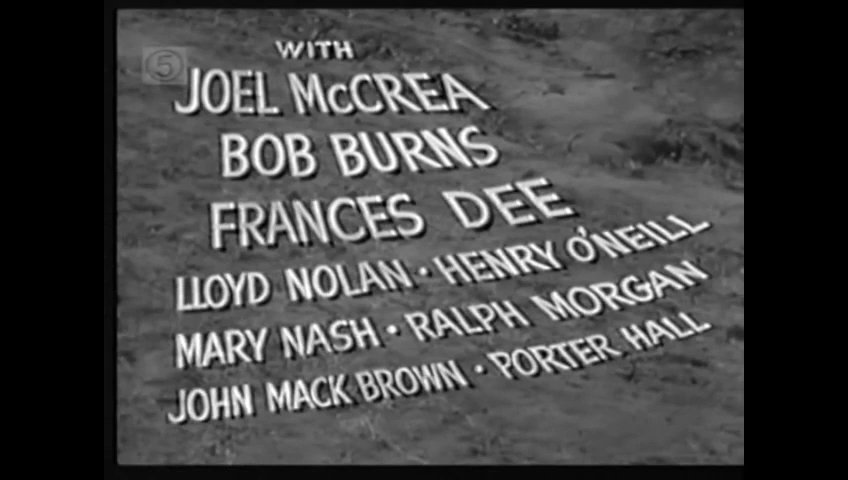 5
WITH
JOEL McCREA
BOB BURNS
FRANCES DEE
LLOYD NOLAN · HENRY O'NEILL
MARY NASH · RALPH MORGAN
JOHN MACK BROWN · PORTER HALL